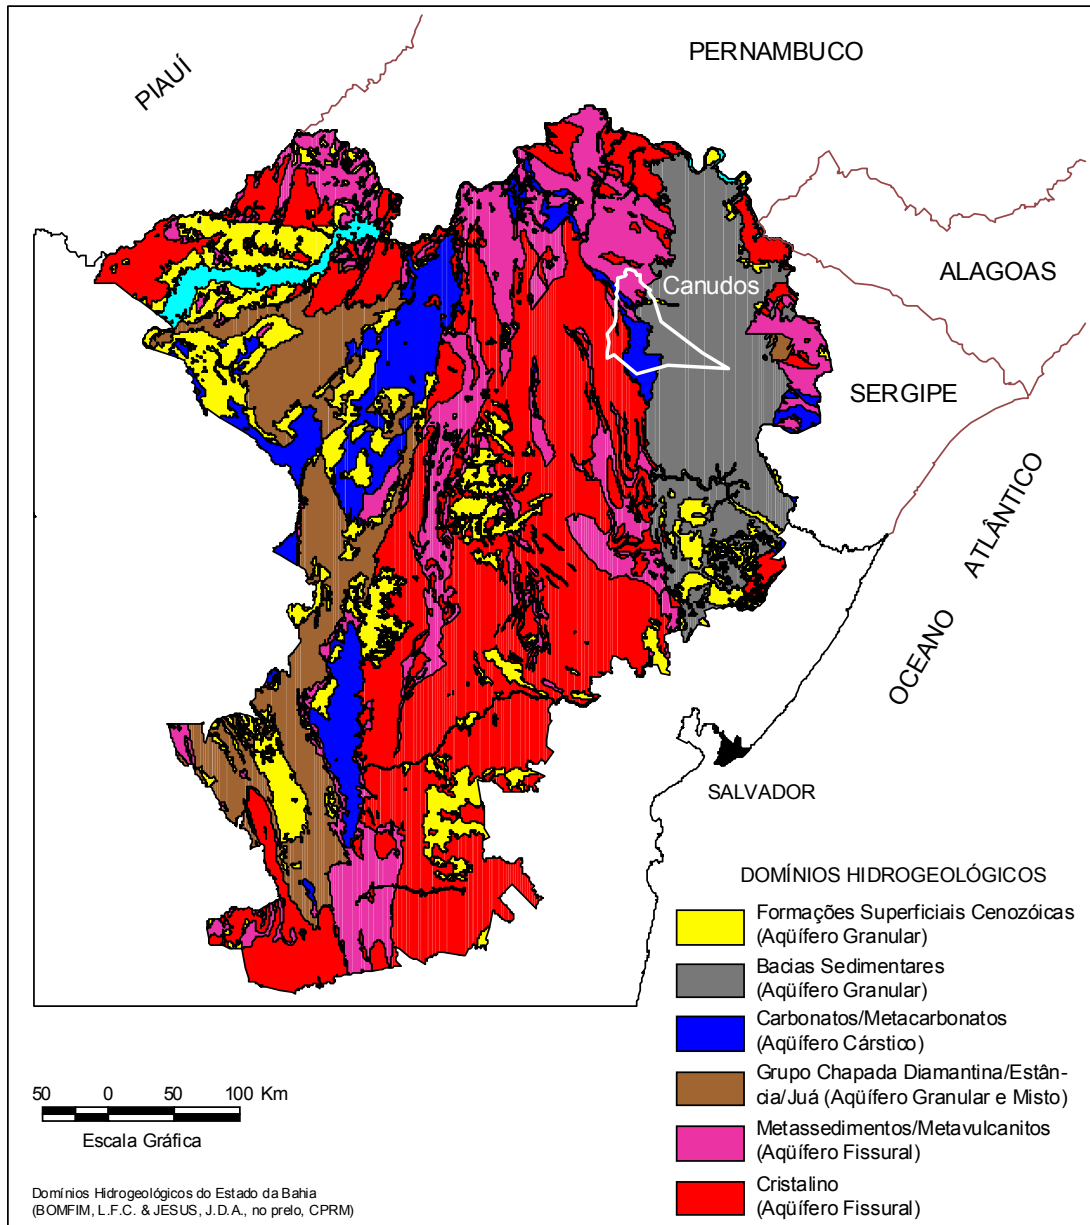 PIAUÍ
PERNAMBUCO
ALAGOAS
Canudos
SERGIPE
OCEANO ATLÂNTICO
SALVADOR
DOMÍNIOS HIDROGEOLÓGICOS
Formações Superficiais Cenozóicas
(Aqüífero Granular)
Bacias Sedimentares
(Aqüífero Granular)
Carbonatos/Metacarbonatos
(Aqüífero Cárstico)
Grupo Chapada Diamantina/Estân-
cia/Juá (Aqüífero Granular e Misto)
Metassedimentos/Metavulcanitos
(Aqüífero Fissural)
Cristalino
(Aqüífero Fissural)
50 0 50 100 Km
Escala Gráfica
Domínios Hidrogeológicos do Estado da Bahia
(BOMFIM, L.F.C. & JESUS, J.D.A., no prelo, CPRM)